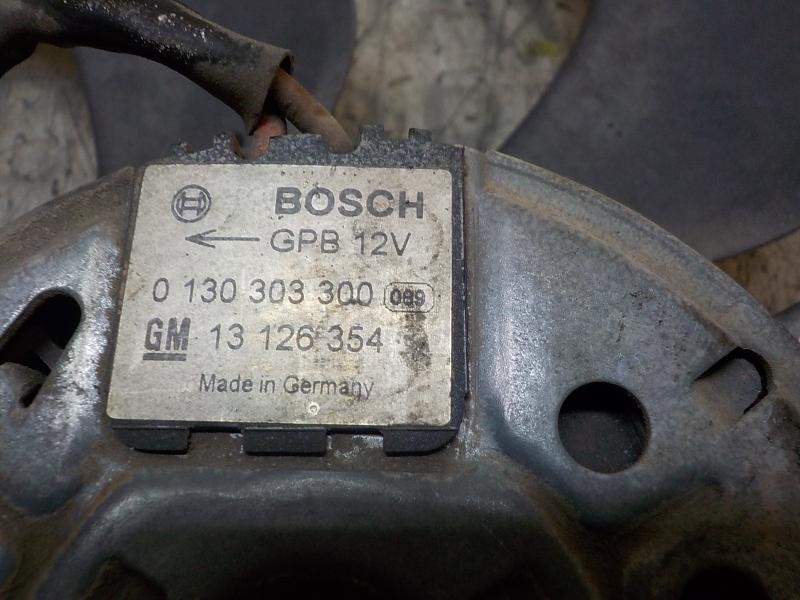 BOSCH
GPB 12V
0 130 303 300 089
GM 13 126 354
Made in Germany